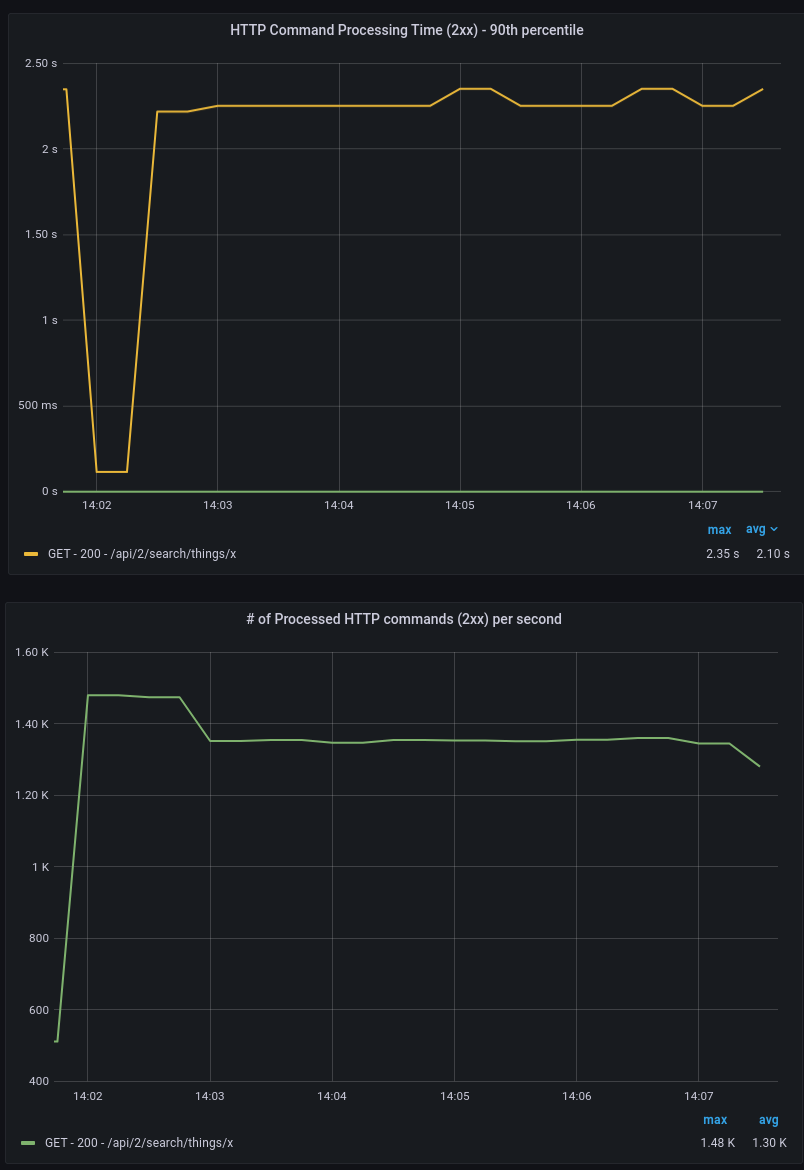 HTTP Command Processing Time (2xx) - 90th percentile
2.50 s
2 s
1.50 s
1 s
500 ms
0 s
14:02 14:03 14:04 14:05 14:06 14:07
max avg
GET - 200 - /api/2/search/things/x 2.35 s 2.10 s
# of Processed HTTP commands (2xx) per second
1.60 K
1.40 K
1.20 K
1 K
800
600
400
14:02 14:03 14:04 14:05 14:06 14:07
max avg
GET - 200 - /api/2/search/things/x 1.48 K 1.30 K